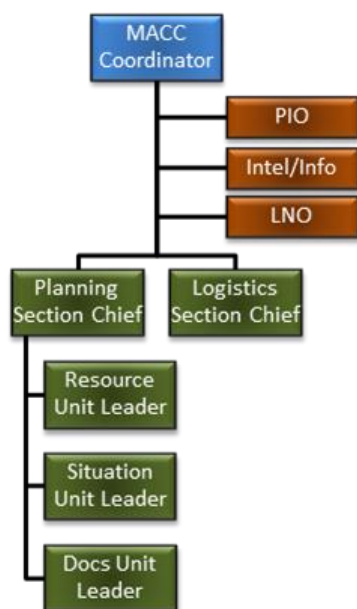 MACC
Coordinator
PIO
Intel/Info
LNO
Planning
Section Chief
Logistics
Section Chief
Resource
Unit Leader
Situation
Unit Leader
Docs Unit
Leader